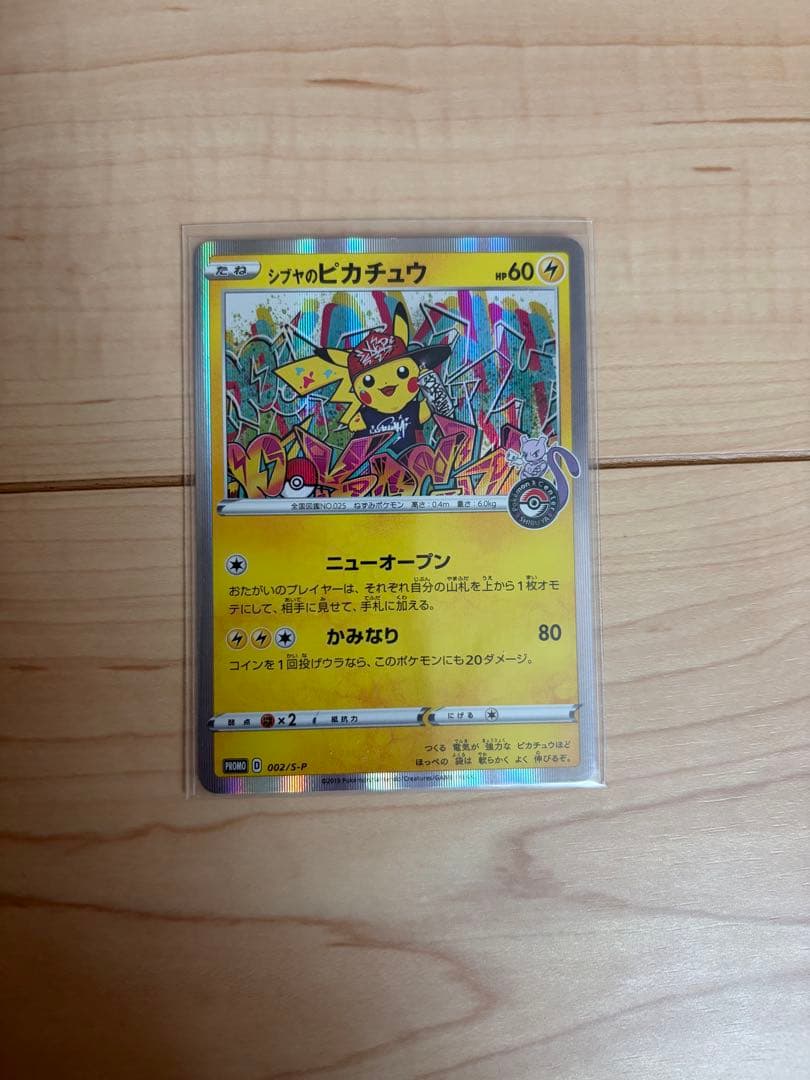 たね シブヤのピカチュウ HP60
Pokémon Center
SHIBUYA
全国図鑑NO.025 ねずみポケモン 高さ:0.4m 重さ:6.0kg
ニューオープン
おたがいのプレイヤーは、それぞれ自分の山札を上から1枚オモ
テにして、相手に見せて、手札に加える。
かみなり 80
コインを1回投げウラなら、このポケモンにも20ダメージ。
弱点 ×2 抵抗力 にげる
つくる 電気が 強力な ピカチュウほど
ほっぺの 袋は 軟らかく よく 伸びるぞ。
PROMO D 002/S-P
©2019 Pokémon/Nintendo/Creatures/GAME FREAK.